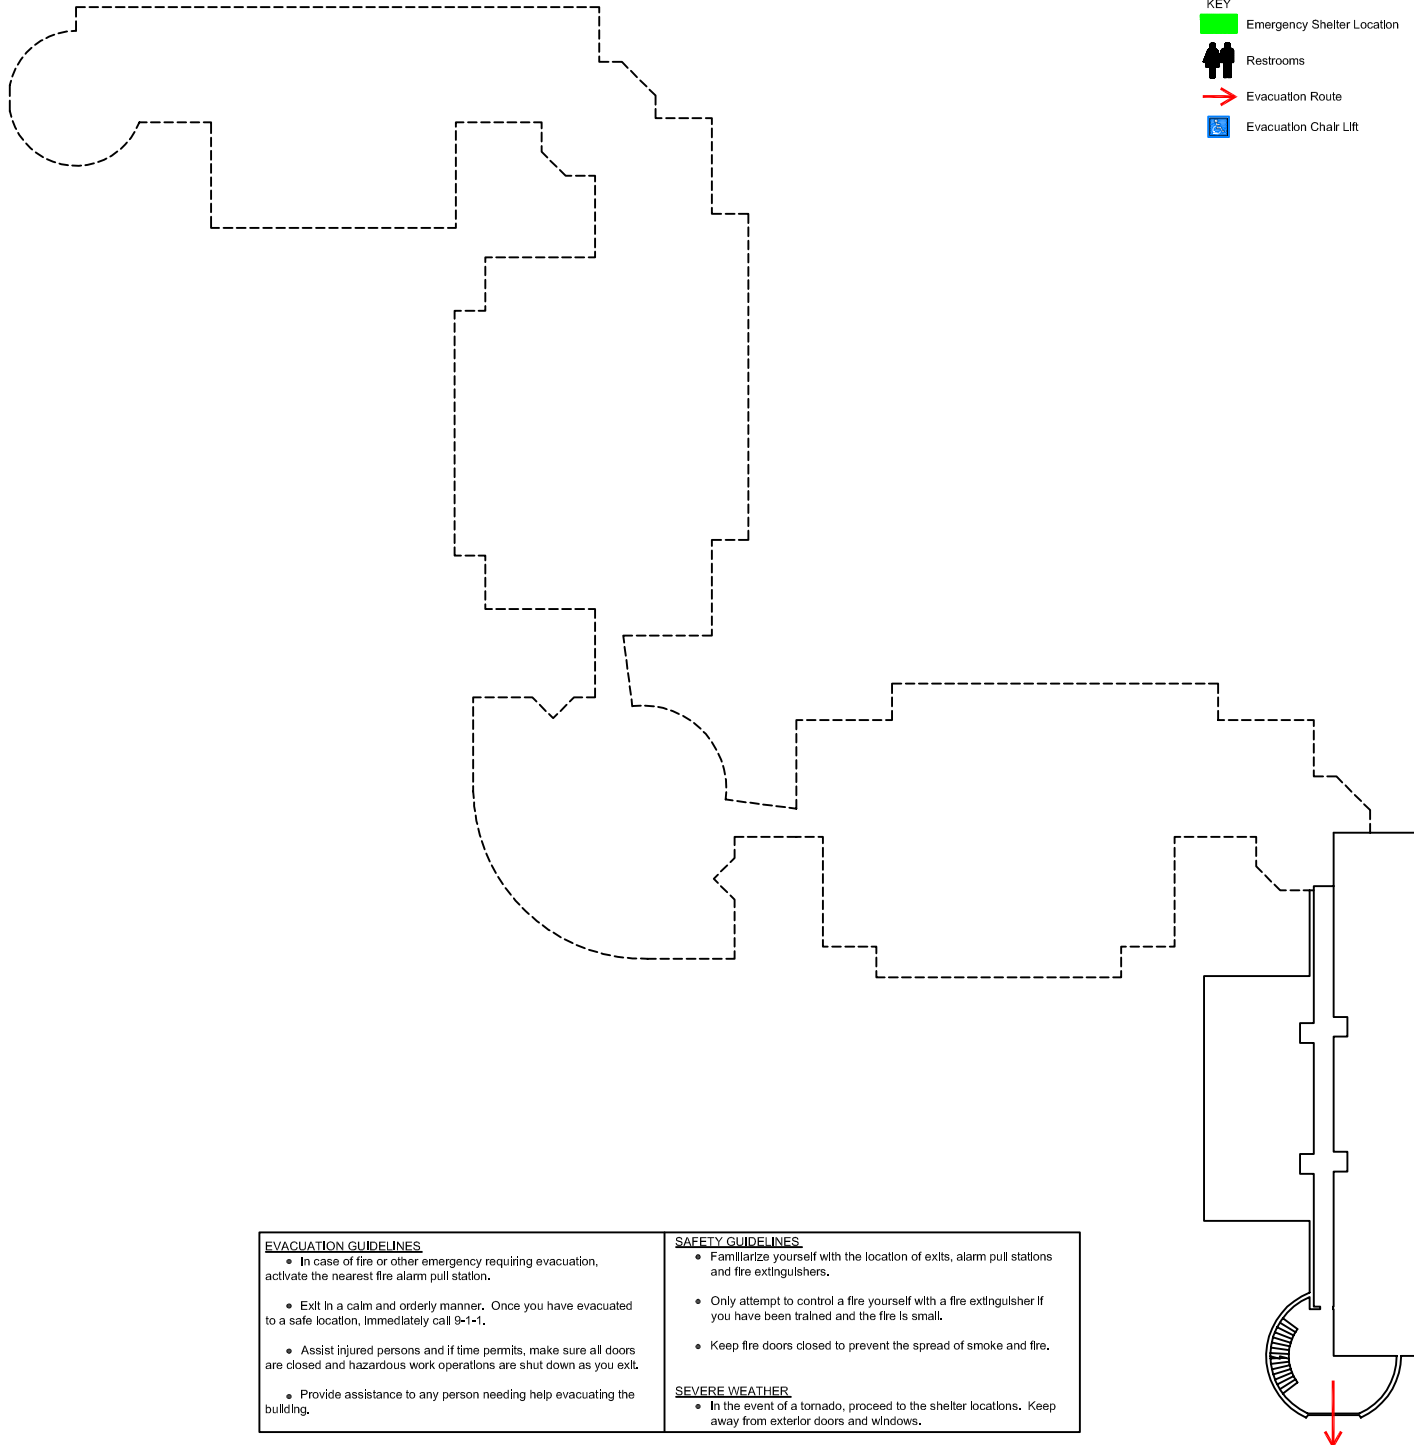 KEY
Emergency Shelter Location
Restrooms
Evacuation Route
Evacuation Chair Lift
EVACUATION GUIDELINES
• In case of fire or other emergency requiring evacuation,
activate the nearest fire alarm pull station.
• Exit in a calm and orderly manner. Once you have evacuated
to a safe location, immediately call 9-1-1.
• Assist injured persons and if time permits, make sure all doors
are closed and hazardous work operations are shut down as you exit.
• Provide assistance to any person needing help evacuating the
building.
SAFETY GUIDELINES
• Familiarize yourself with the location of exits, alarm pull stations
and fire extinguishers.
• Only attempt to control a fire yourself with a fire extinguisher if
you have been trained and the fire is small.
• Keep fire doors closed to prevent the spread of smoke and fire.
SEVERE WEATHER
• In the event of a tornado, proceed to the shelter locations. Keep
away from exterior doors and windows.